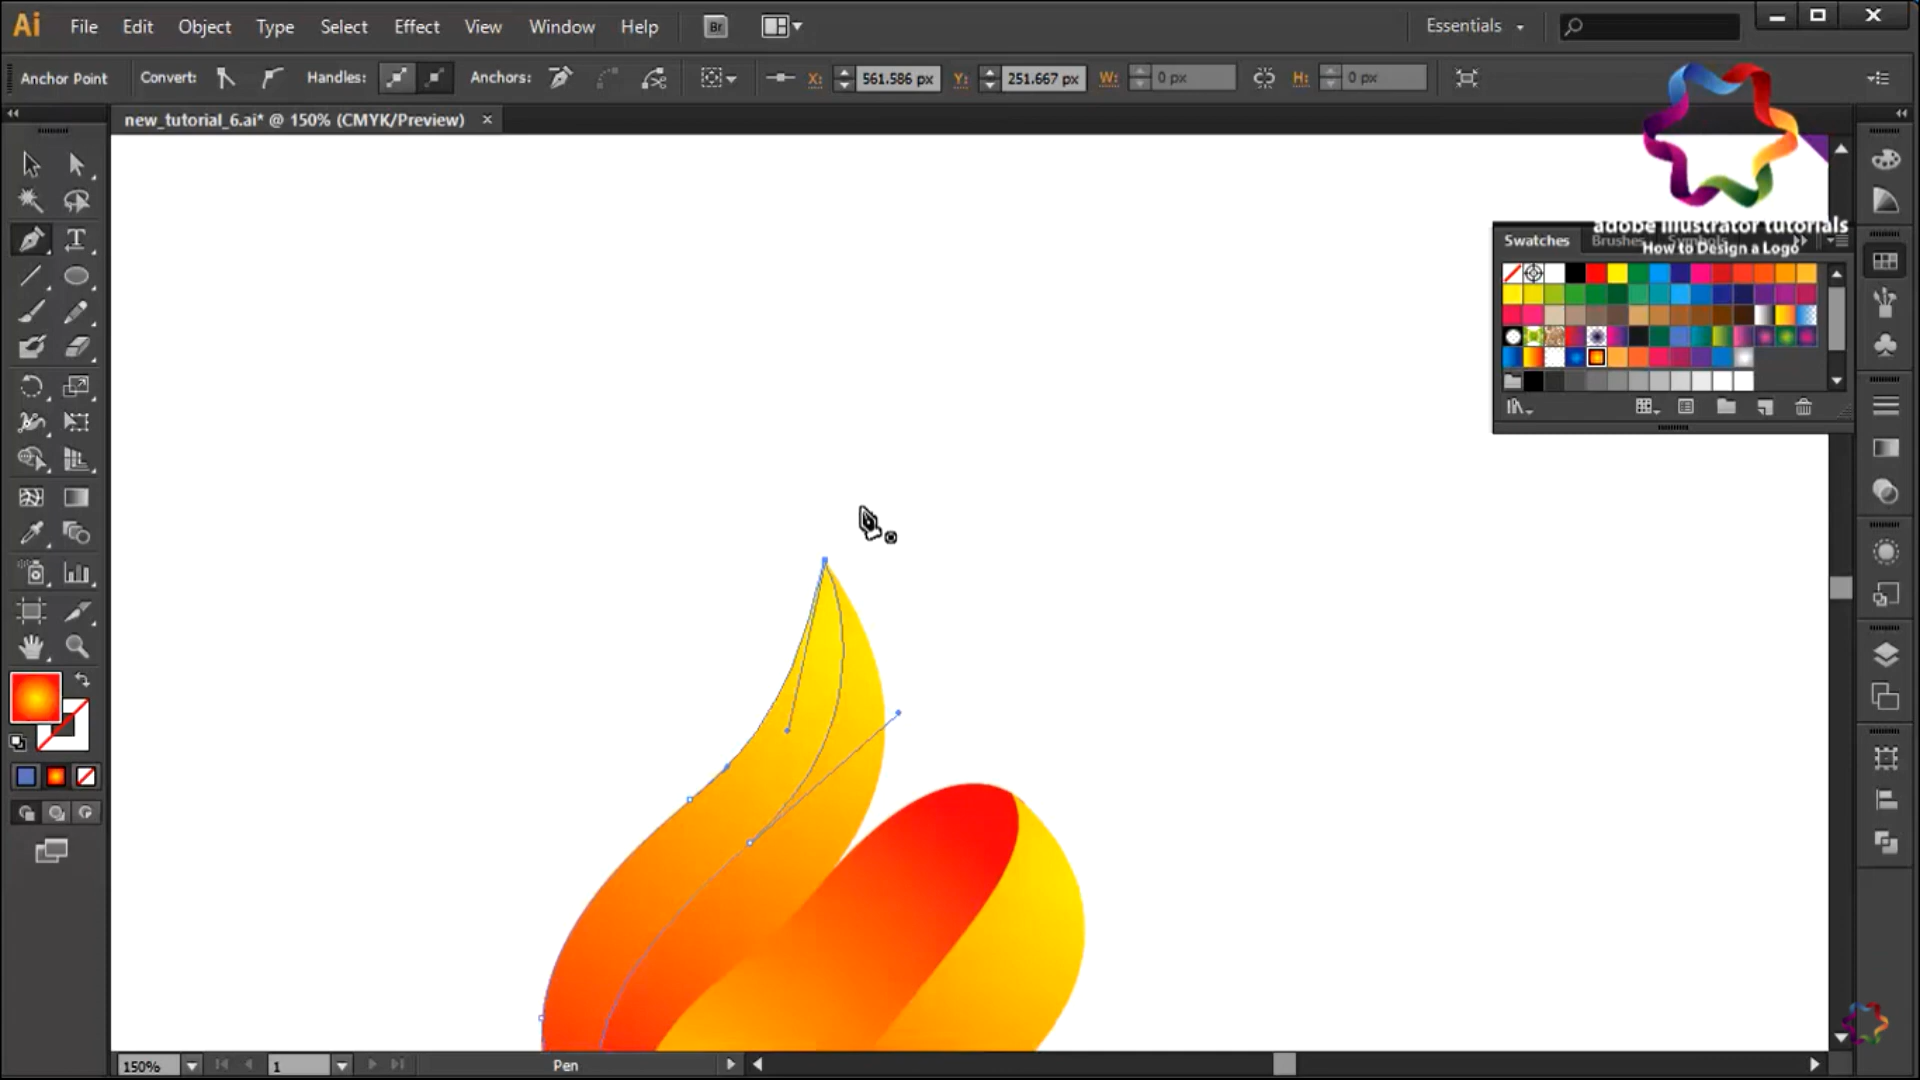 Ai File Edit Object Type Select Effect View Window Help Br Essentials
Anchor Point Convert: Handles: Anchors: X: 561.586 px Y: 251.667 px W: 0 px H: 0 px
new_tutorial_6.ai* @ 150% (CMYK/Preview)
adobe illustrator tutorials
How to Design a Logo
Swatches Brushes Symbols
150% 1 Pen